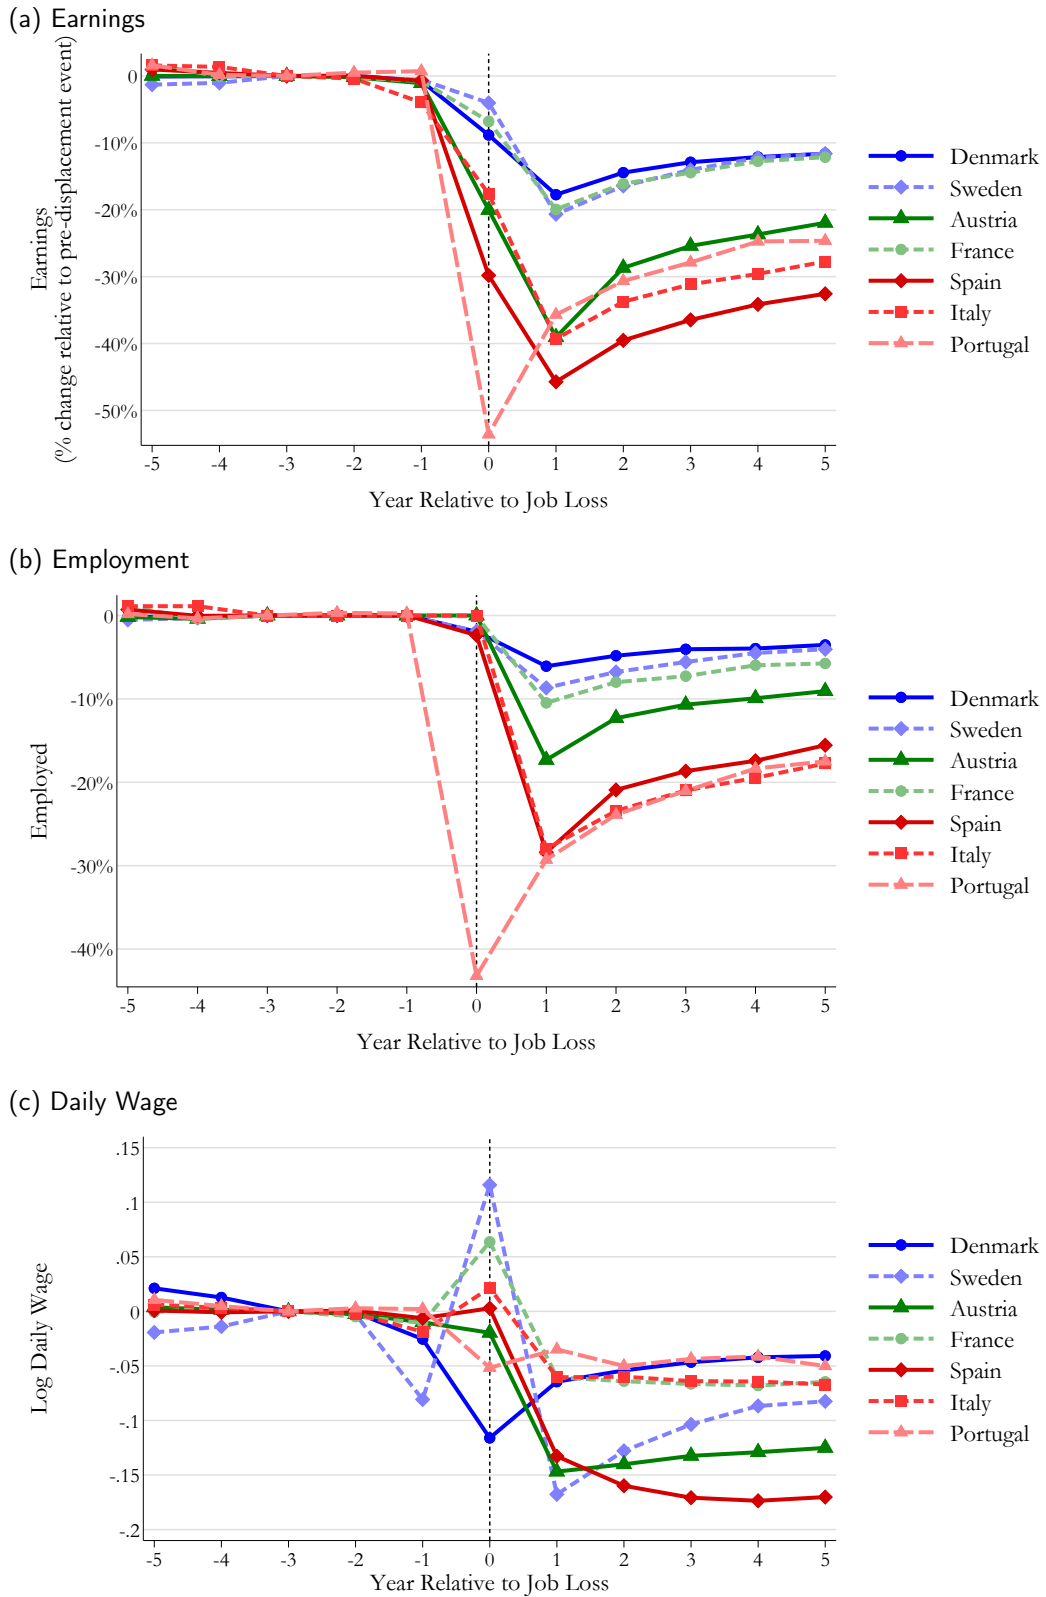 (a) Earnings
Earnings
(% change relative to pre-displacement event)
0
-10%
-20%
-30%
-40%
-50%
-5 -4 -3 -2 -1 0 1 2 3 4 5
Year Relative to Job Loss
Denmark
Sweden
Austria
France
Spain
Italy
Portugal
(b) Employment
Employed
0
-10%
-20%
-30%
-40%
-5 -4 -3 -2 -1 0 1 2 3 4 5
Year Relative to Job Loss
Denmark
Sweden
Austria
France
Spain
Italy
Portugal
(c) Daily Wage
Log Daily Wage
.15
.1
.05
0
-.05
-.1
-.15
-.2
-5 -4 -3 -2 -1 0 1 2 3 4 5
Year Relative to Job Loss
Denmark
Sweden
Austria
France
Spain
Italy
Portugal